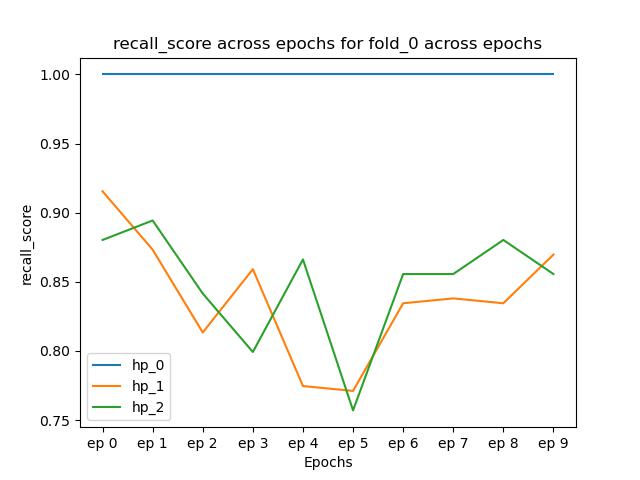 recall_score across epochs for fold_0 across epochs
recall_score
1.00
0.95
0.90
0.85
0.80
0.75
hp_0
hp_1
hp_2
ep 0 ep 1 ep 2 ep 3 ep 4 ep 5 ep 6 ep 7 ep 8 ep 9
Epochs